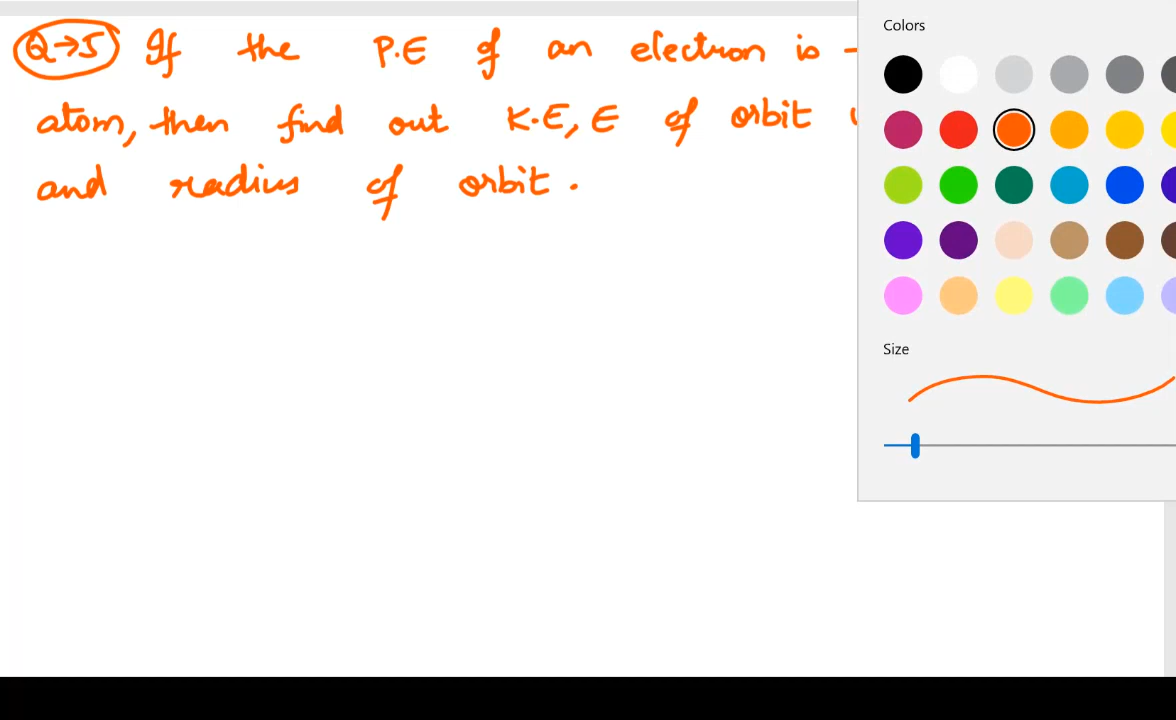 Q→5 If the P.E of an electron is -
atom, then find out K.E, E of orbit
and radius of orbit.
Colors
Size